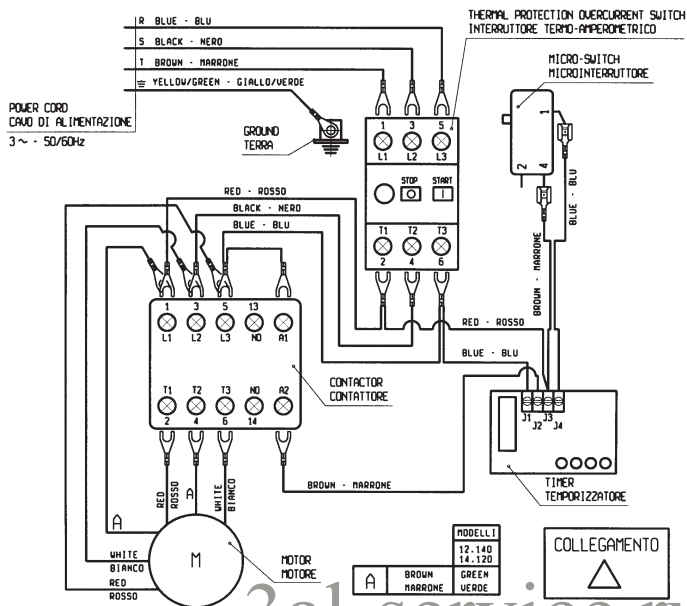 THERMAL PROTECTION OVERCURRENT SWITCH
INTERRUTTORE TERMO-AMPEROMETRICO
R BLUE - BLU
S BLACK - NERO
T BROWN - MARRONE
YELLOW/GREEN - GIALLO/VERDE
POWER CORD
CAVO DI ALIMENTAZIONE
3 ~ - 50/60Hz
GROUND
TERRA
MICRO-SWITCH
MICROINTERRUTTORE
1
2 4
BLUE - BLU
BROWN - MARRONE
1 3 5
L1 L2 L3
STOP START
O I
T1 T2 T3
2 4 6
RED - ROSSO
BLACK - NERO
BLUE - BLU
RED - ROSSO
BLUE - BLU
1 3 5 13
L1 L2 L3 NO A1
T1 T2 T3 NO A2
2 4 6 14
CONTACTOR
CONTATTORE
J1 J2 J3 J4
TIMER
TEMPORIZZATORE
BROWN - MARRONE
RED
ROSSO
A
WHITE
BIANCO
A
WHITE
BIANCO
RED
ROSSO
M
MOTOR
MOTORE
MODELLI
12.140
14.120
A BROWN GREEN
MARRONE VERDE
COLLEGAMENTO